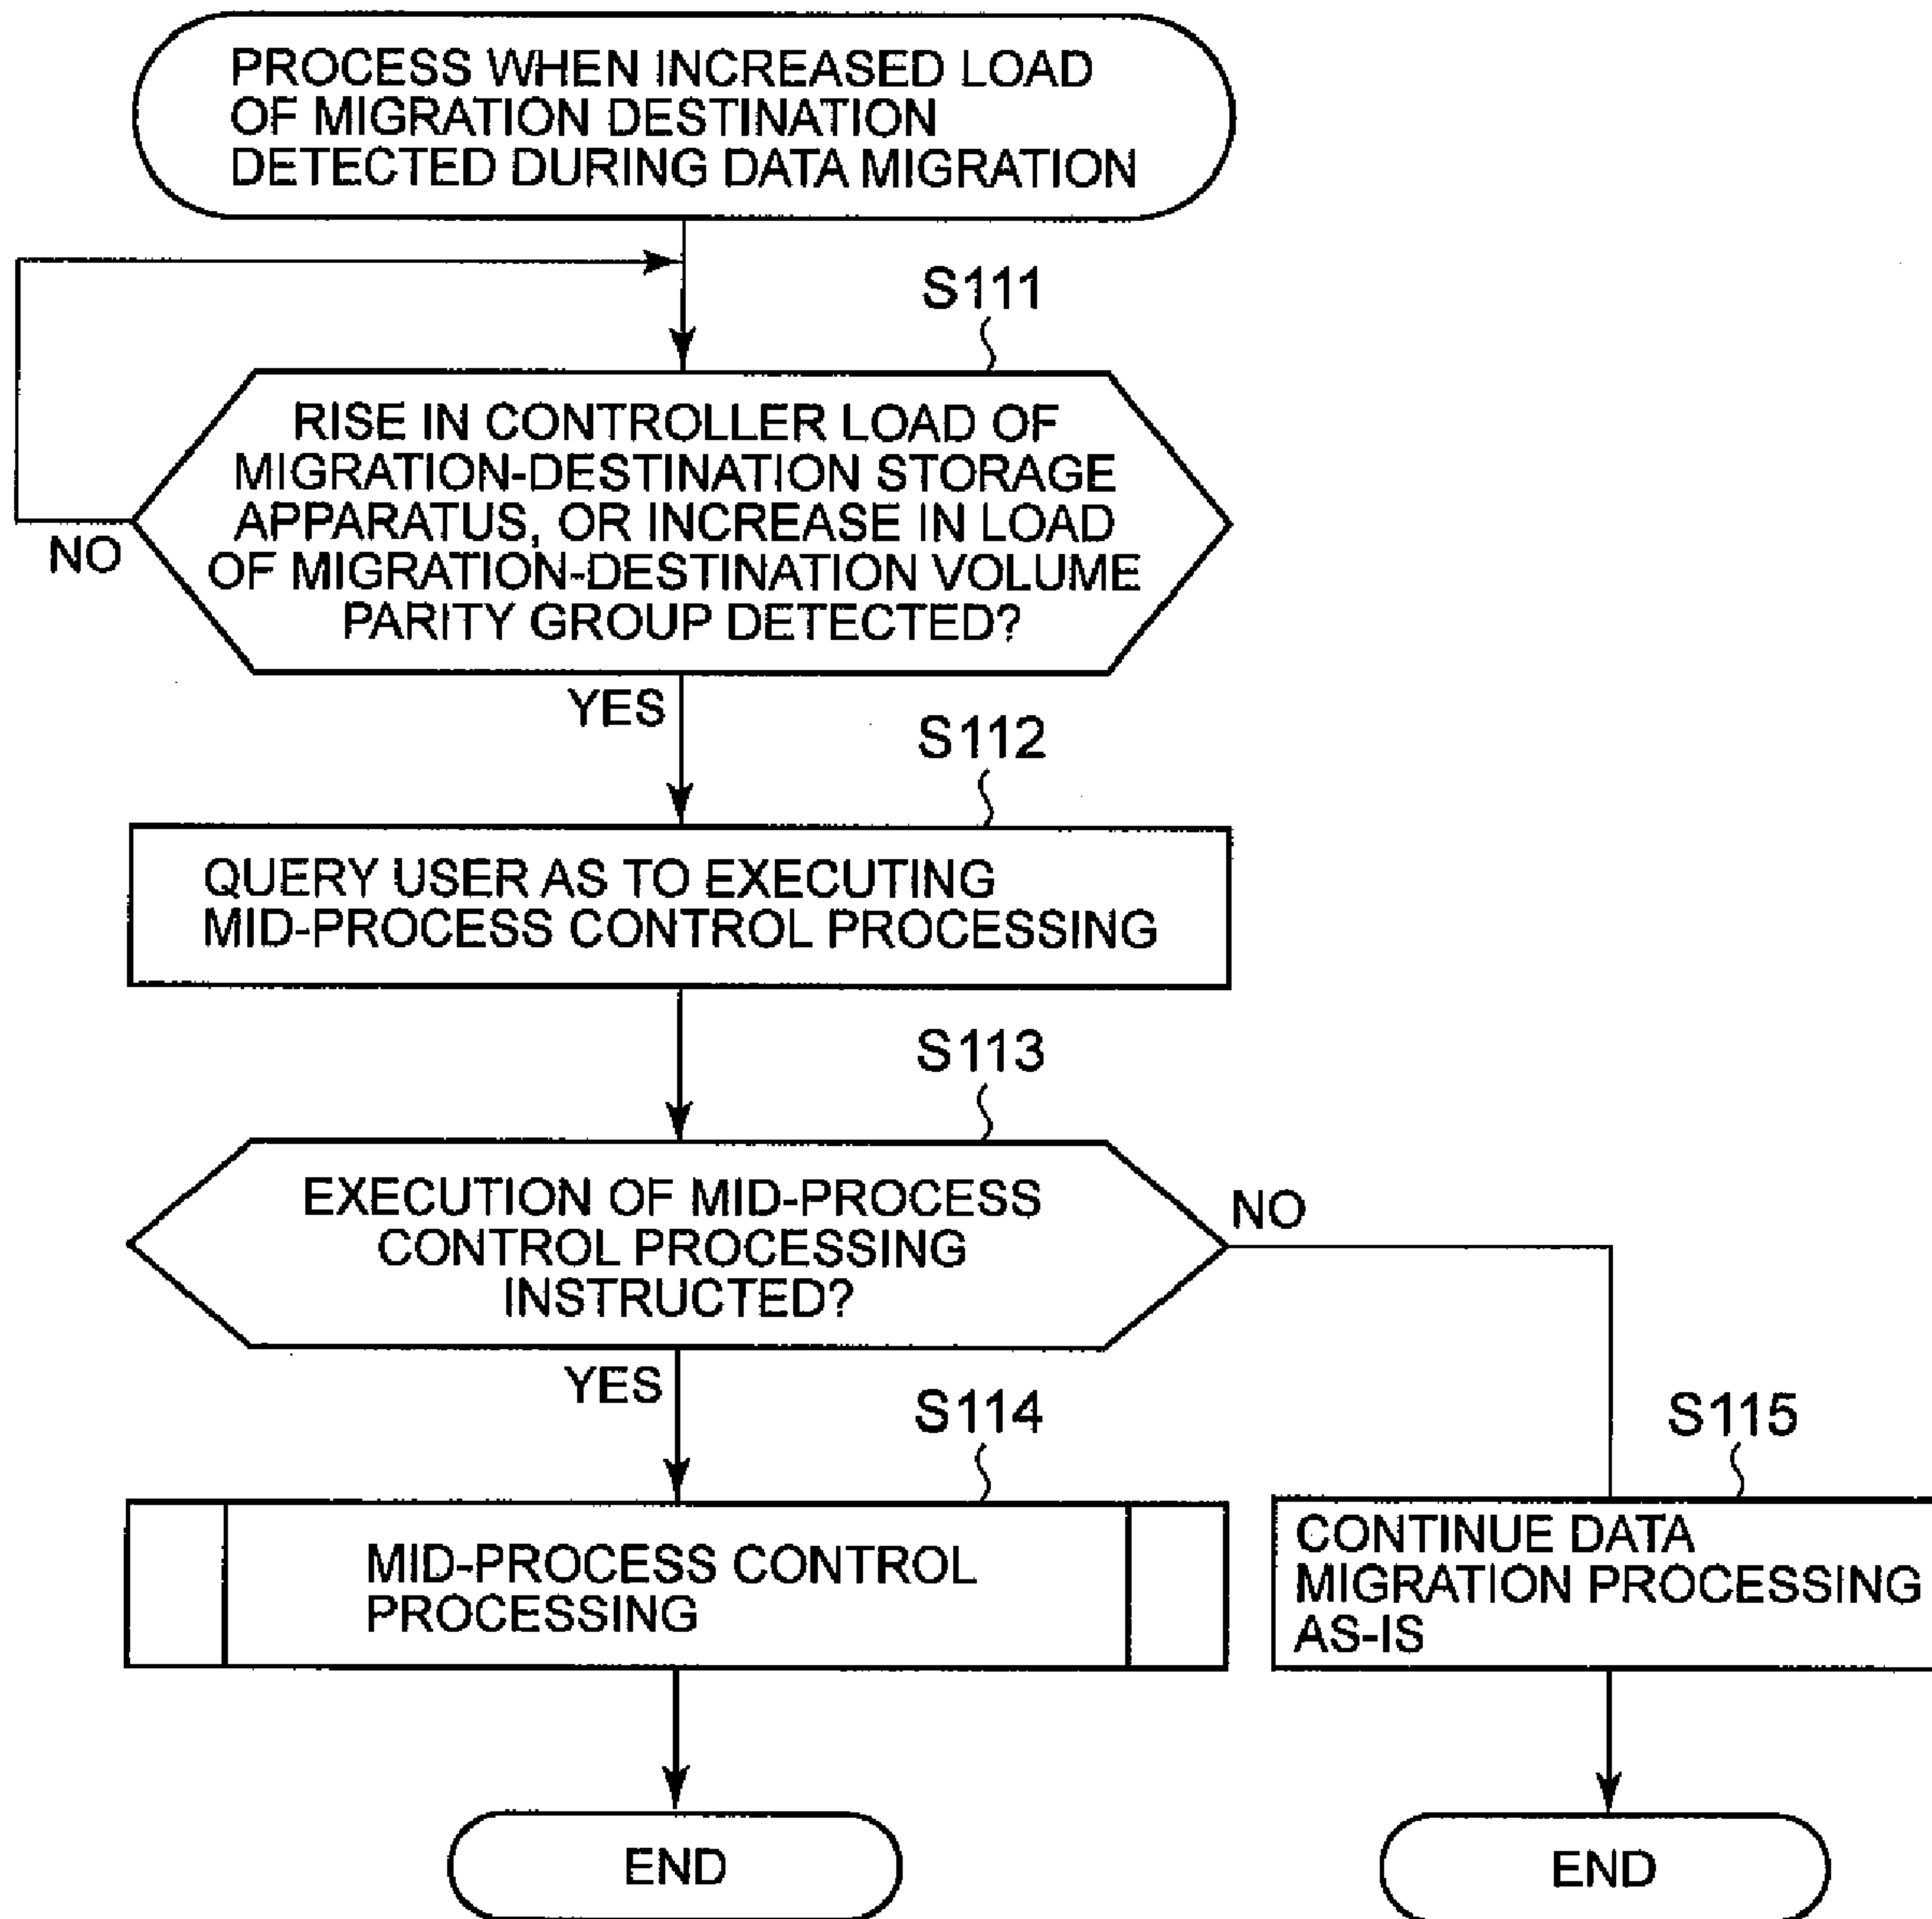 PROCESS WHEN INCREASED LOAD
OF MIGRATION DESTINATION
DETECTED DURING DATA MIGRATION
S111
RISE IN CONTROLLER LOAD OF
MIGRATION-DESTINATION STORAGE
APPARATUS, OR INCREASE IN LOAD
OF MIGRATION-DESTINATION VOLUME
PARITY GROUP DETECTED?
NO
YES
S112
QUERY USER AS TO EXECUTING
MID-PROCESS CONTROL PROCESSING
S113
EXECUTION OF MID-PROCESS
CONTROL PROCESSING
INSTRUCTED?
NO
YES
S114
MID-PROCESS CONTROL
PROCESSING
S115
CONTINUE DATA
MIGRATION PROCESSING
AS-IS
END
END